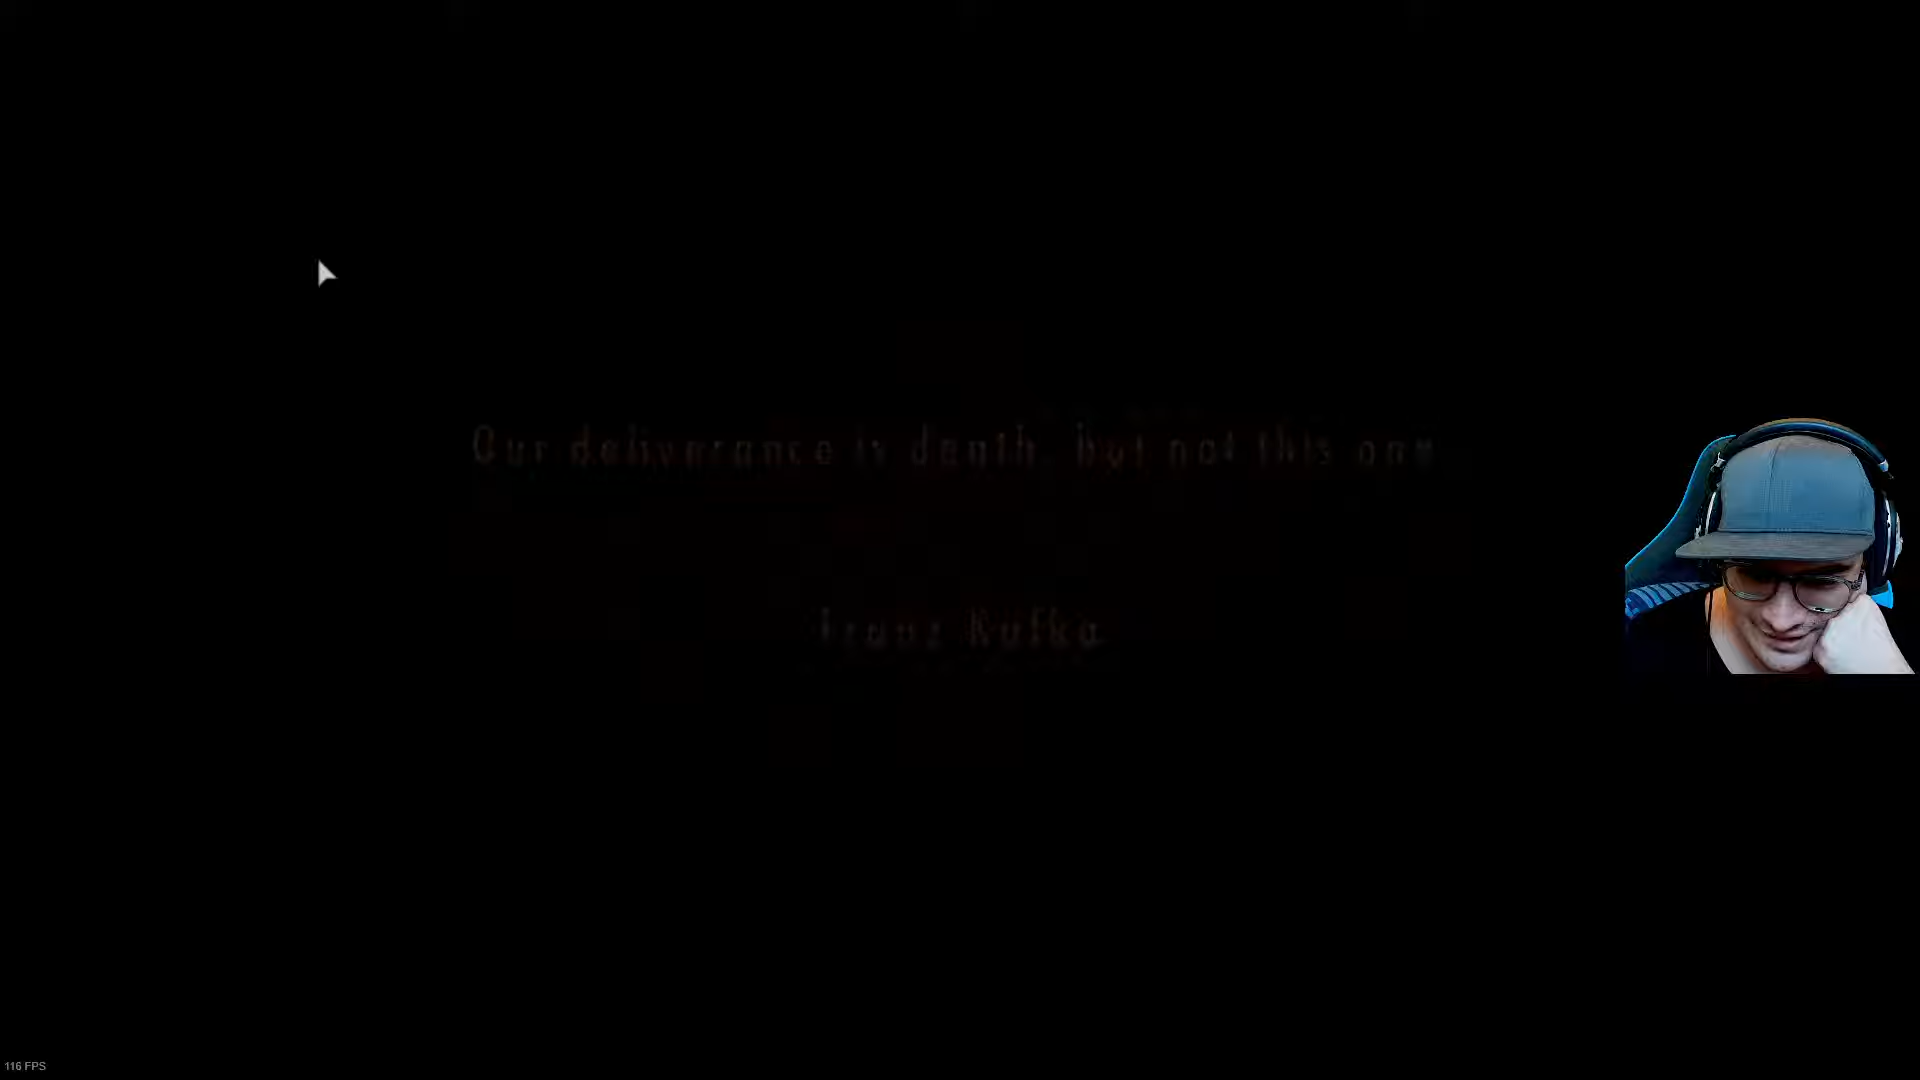 Our deliverance is death, but not this one
Franz Kafka
116 FPS